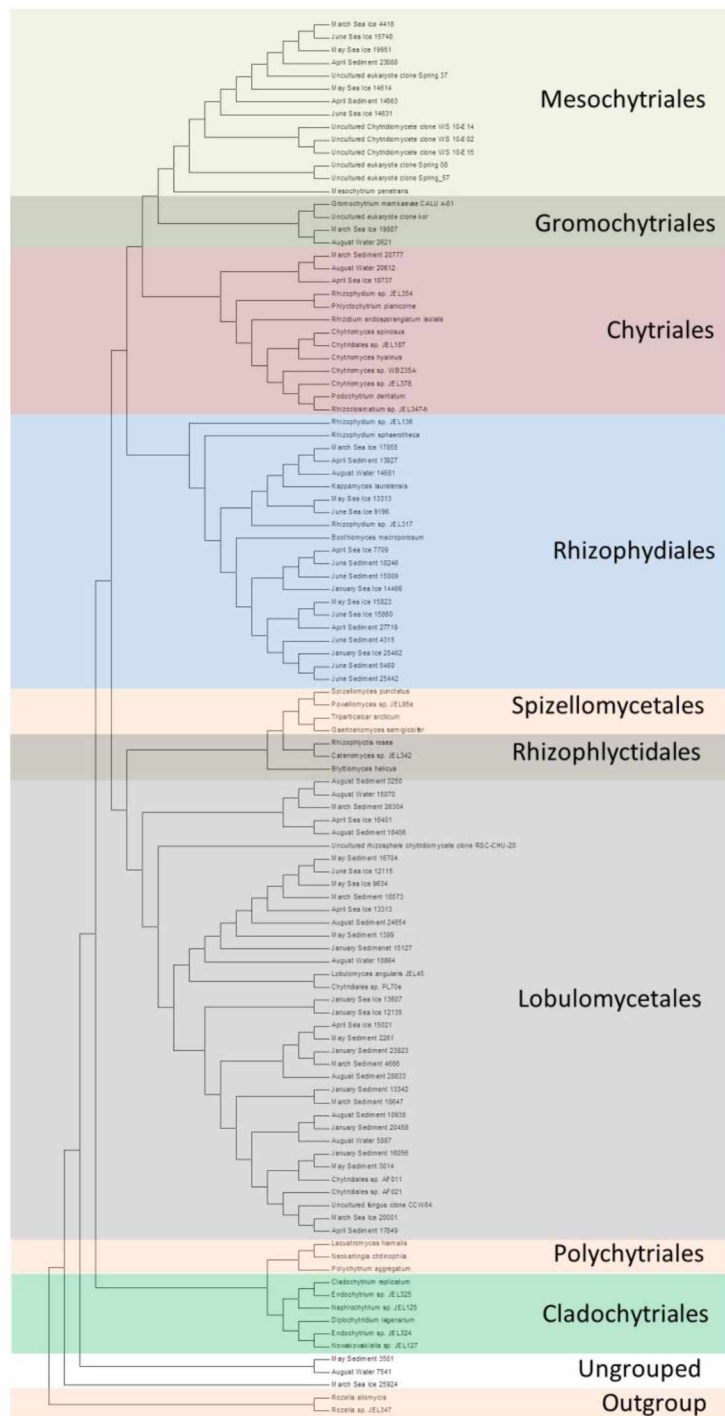 March Sea Ice 4418
June Sea Ice 15748
May Sea Ice 19951
April Sediment 23088
Uncultured eukaryote clone Spring 37
May Sea Ice 14614
April Sediment 14563
June Sea Ice 14631
Uncultured Chytridiomycete clone WS 10-E14
Uncultured Chytridiomycete clone WS 10-E02
Uncultured Chytridiomycete clone WS 10-E15
Uncultured eukaryote clone Spring 08
Uncultured eukaryote clone Spring_57
Mesochytrium penetrans
Mesochytriales
Gromochytrium mamkaevae CALU x-51
Uncultured eukaryote clone kor
March Sea Ice 19887
August Water 2621
Gromochytriales
March Sediment 20777
August Water 20612
April Sea Ice 18737
Rhizophydium sp. JEL354
Phlyctochytrium planicorne
Rhizidium endosporangiatum isolate
Chytriomyces spinosus
Chytridiales sp. JEL187
Chytriomyces hyalinus
Chytriomyces sp. WB235A
Chytriomyces sp. JEL378
Podochytrium dentatum
Rhizoclosmatium sp. JEL347-h
Chytriales
Rhizophydium sp. JEL136
Rhizophydium sphaerotheca
March Sea Ice 17855
April Sediment 13927
August Water 14681
Kappamyces laurelensis
May Sea Ice 13313
June Sea Ice 9196
Rhizophydium sp. JEL317
Boothiomyces macroporosum
April Sea Ice 7709
June Sediment 18246
June Sediment 15009
January Sea Ice 14466
May Sea Ice 15823
June Sea Ice 15860
April Sediment 27719
June Sediment 4315
January Sea Ice 25462
June Sediment 5460
June Sediment 25442
Rhizophydiales
Spizellomyces punctatus
Powellomyces sp. JEL95e
Triparticalcar arcticum
Gaertneriomyces semiglobifer
Spizellomycetales
Rhizophlyctis rosea
Catenomyces sp. JEL342
Blyttiomyces helicus
Rhizophlyctidales
August Sediment 3250
August Water 15070
March Sediment 26304
April Sea Ice 16401
August Sediment 18406
Uncultured rhizosphere chytridiomycete clone RSC-CHU-20
May Sediment 16704
June Sea Ice 12115
May Sea Ice 9634
March Sediment 18573
April Sea Ice 13313
August Sediment 24654
May Sediment 1399
January Sedimenet 15127
August Water 10864
Lobulomyces angularis JEL45
Chytridiales sp. PL70e
January Sea Ice 13607
January Sea Ice 12135
April Sea Ice 15021
May Sediment 2261
January Sediment 23823
March Sediment 4666
August Sediment 28833
January Sediment 13342
March Sediment 18647
August Sediment 18938
January Sediment 20458
August Water 5887
January Sediment 16056
May Sediment 3014
Chytridiales sp. AF011
Chytridiales sp. AF021
Uncultured fungus clone CCW64
March Sea Ice 20001
April Sediment 17849
Lobulomycetales
Lacustromyces hiemalis
Neokarlingia chitinophila
Polychytrium aggregatum
Polychytriales
Cladochytrium replicatum
Endochytrium sp. JEL325
Nephrochytrium sp. JEL125
Diplochytridium lagenarium
Endochytrium sp. JEL324
Nowakowskiella sp. JEL127
Cladochytriales
May Sediment 3501
August Water 7541
March Sea Ice 25924
Ungrouped
Rozella allomycis
Rozella sp. JEL347
Outgroup